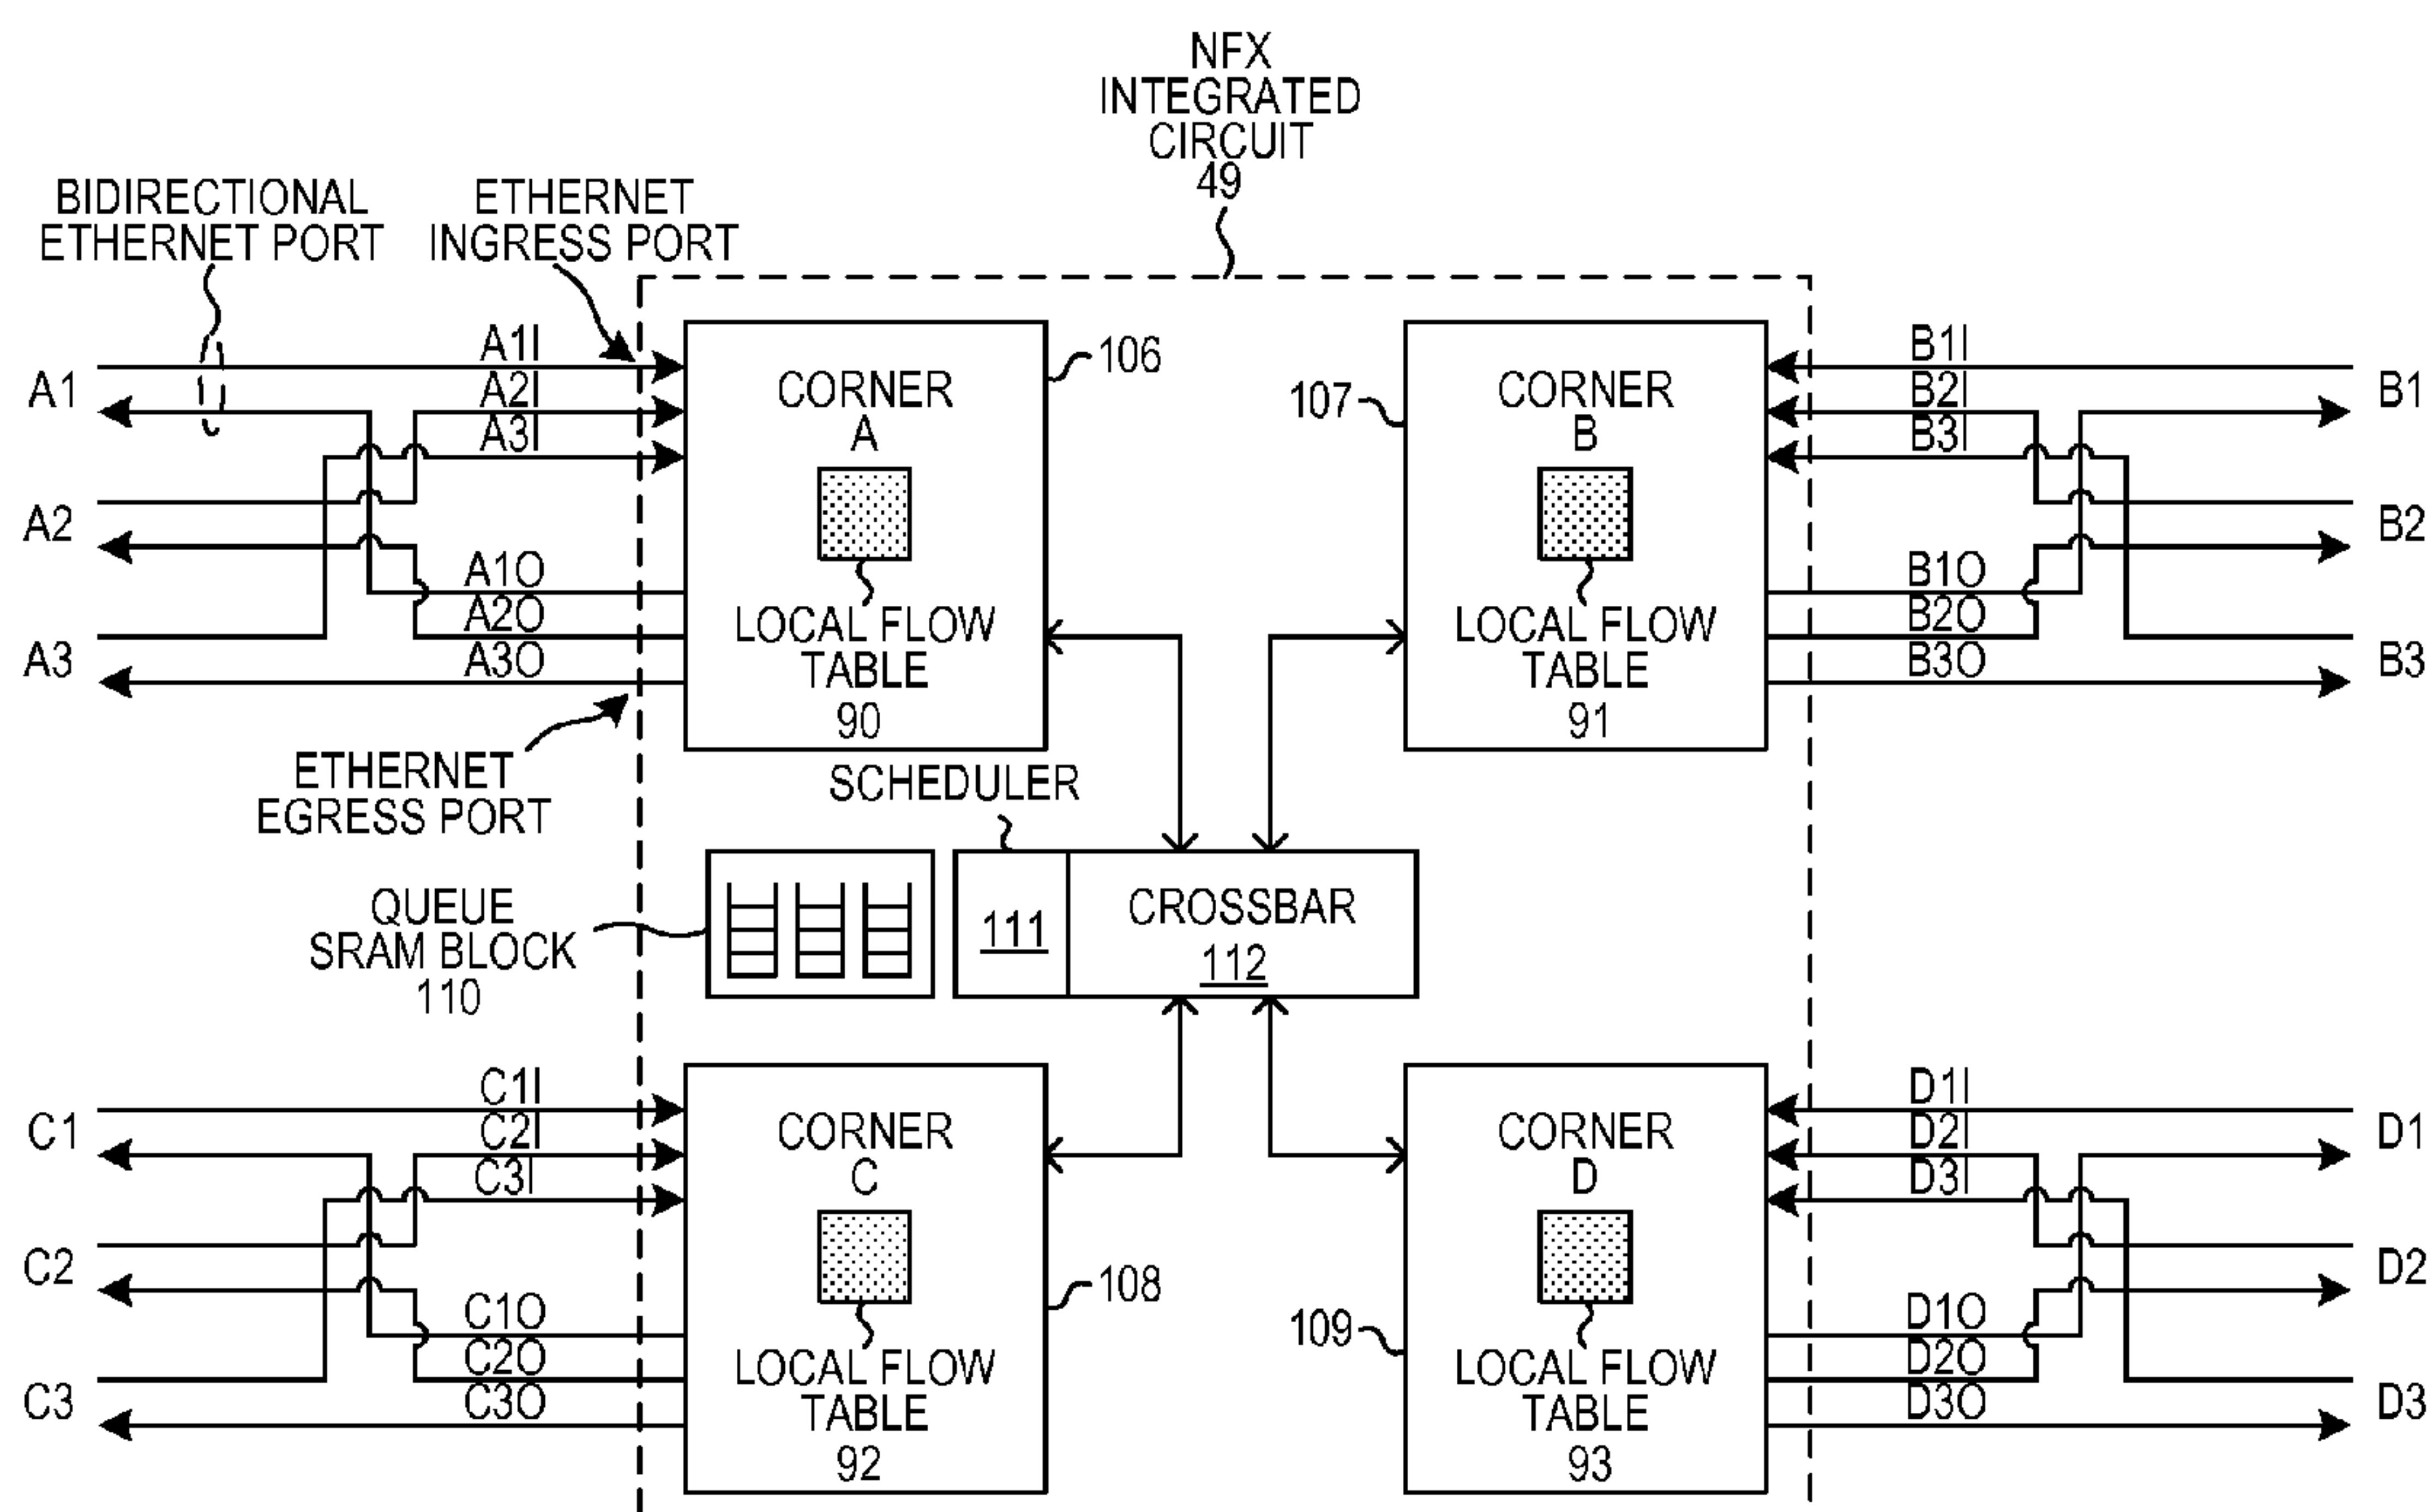 NFX
INTEGRATED
CIRCUIT
49
BIDIRECTIONAL
ETHERNET PORT
ETHERNET
INGRESS PORT
A1
A2
A3
A1I
A2I
A3I
A1O
A2O
A3O
ETHERNET
EGRESS PORT
CORNER
A
LOCAL FLOW
TABLE
90
106
107
CORNER
B
LOCAL FLOW
TABLE
91
B1I
B2I
B3I
B1O
B2O
B3O
B1
B2
B3
SCHEDULER
QUEUE
SRAM BLOCK
110
111
CROSSBAR
112
C1
C2
C3
C1I
C2I
C3I
C1O
C2O
C3O
CORNER
C
LOCAL FLOW
TABLE
92
108
109
CORNER
D
LOCAL FLOW
TABLE
93
D1I
D2I
D3I
D1O
D2O
D3O
D1
D2
D3